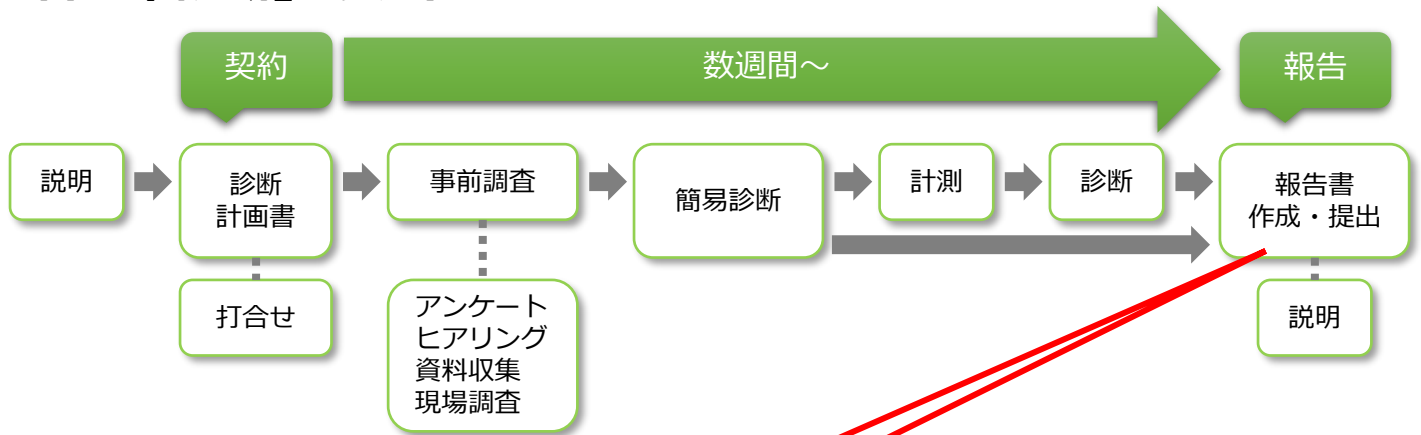 契約
数週間～
報告
説明
診断
計画書
事前調査
簡易診断
計測
診断
報告書
作成・提出
打合せ
アンケート
ヒアリング
資料収集
現場調査
説明